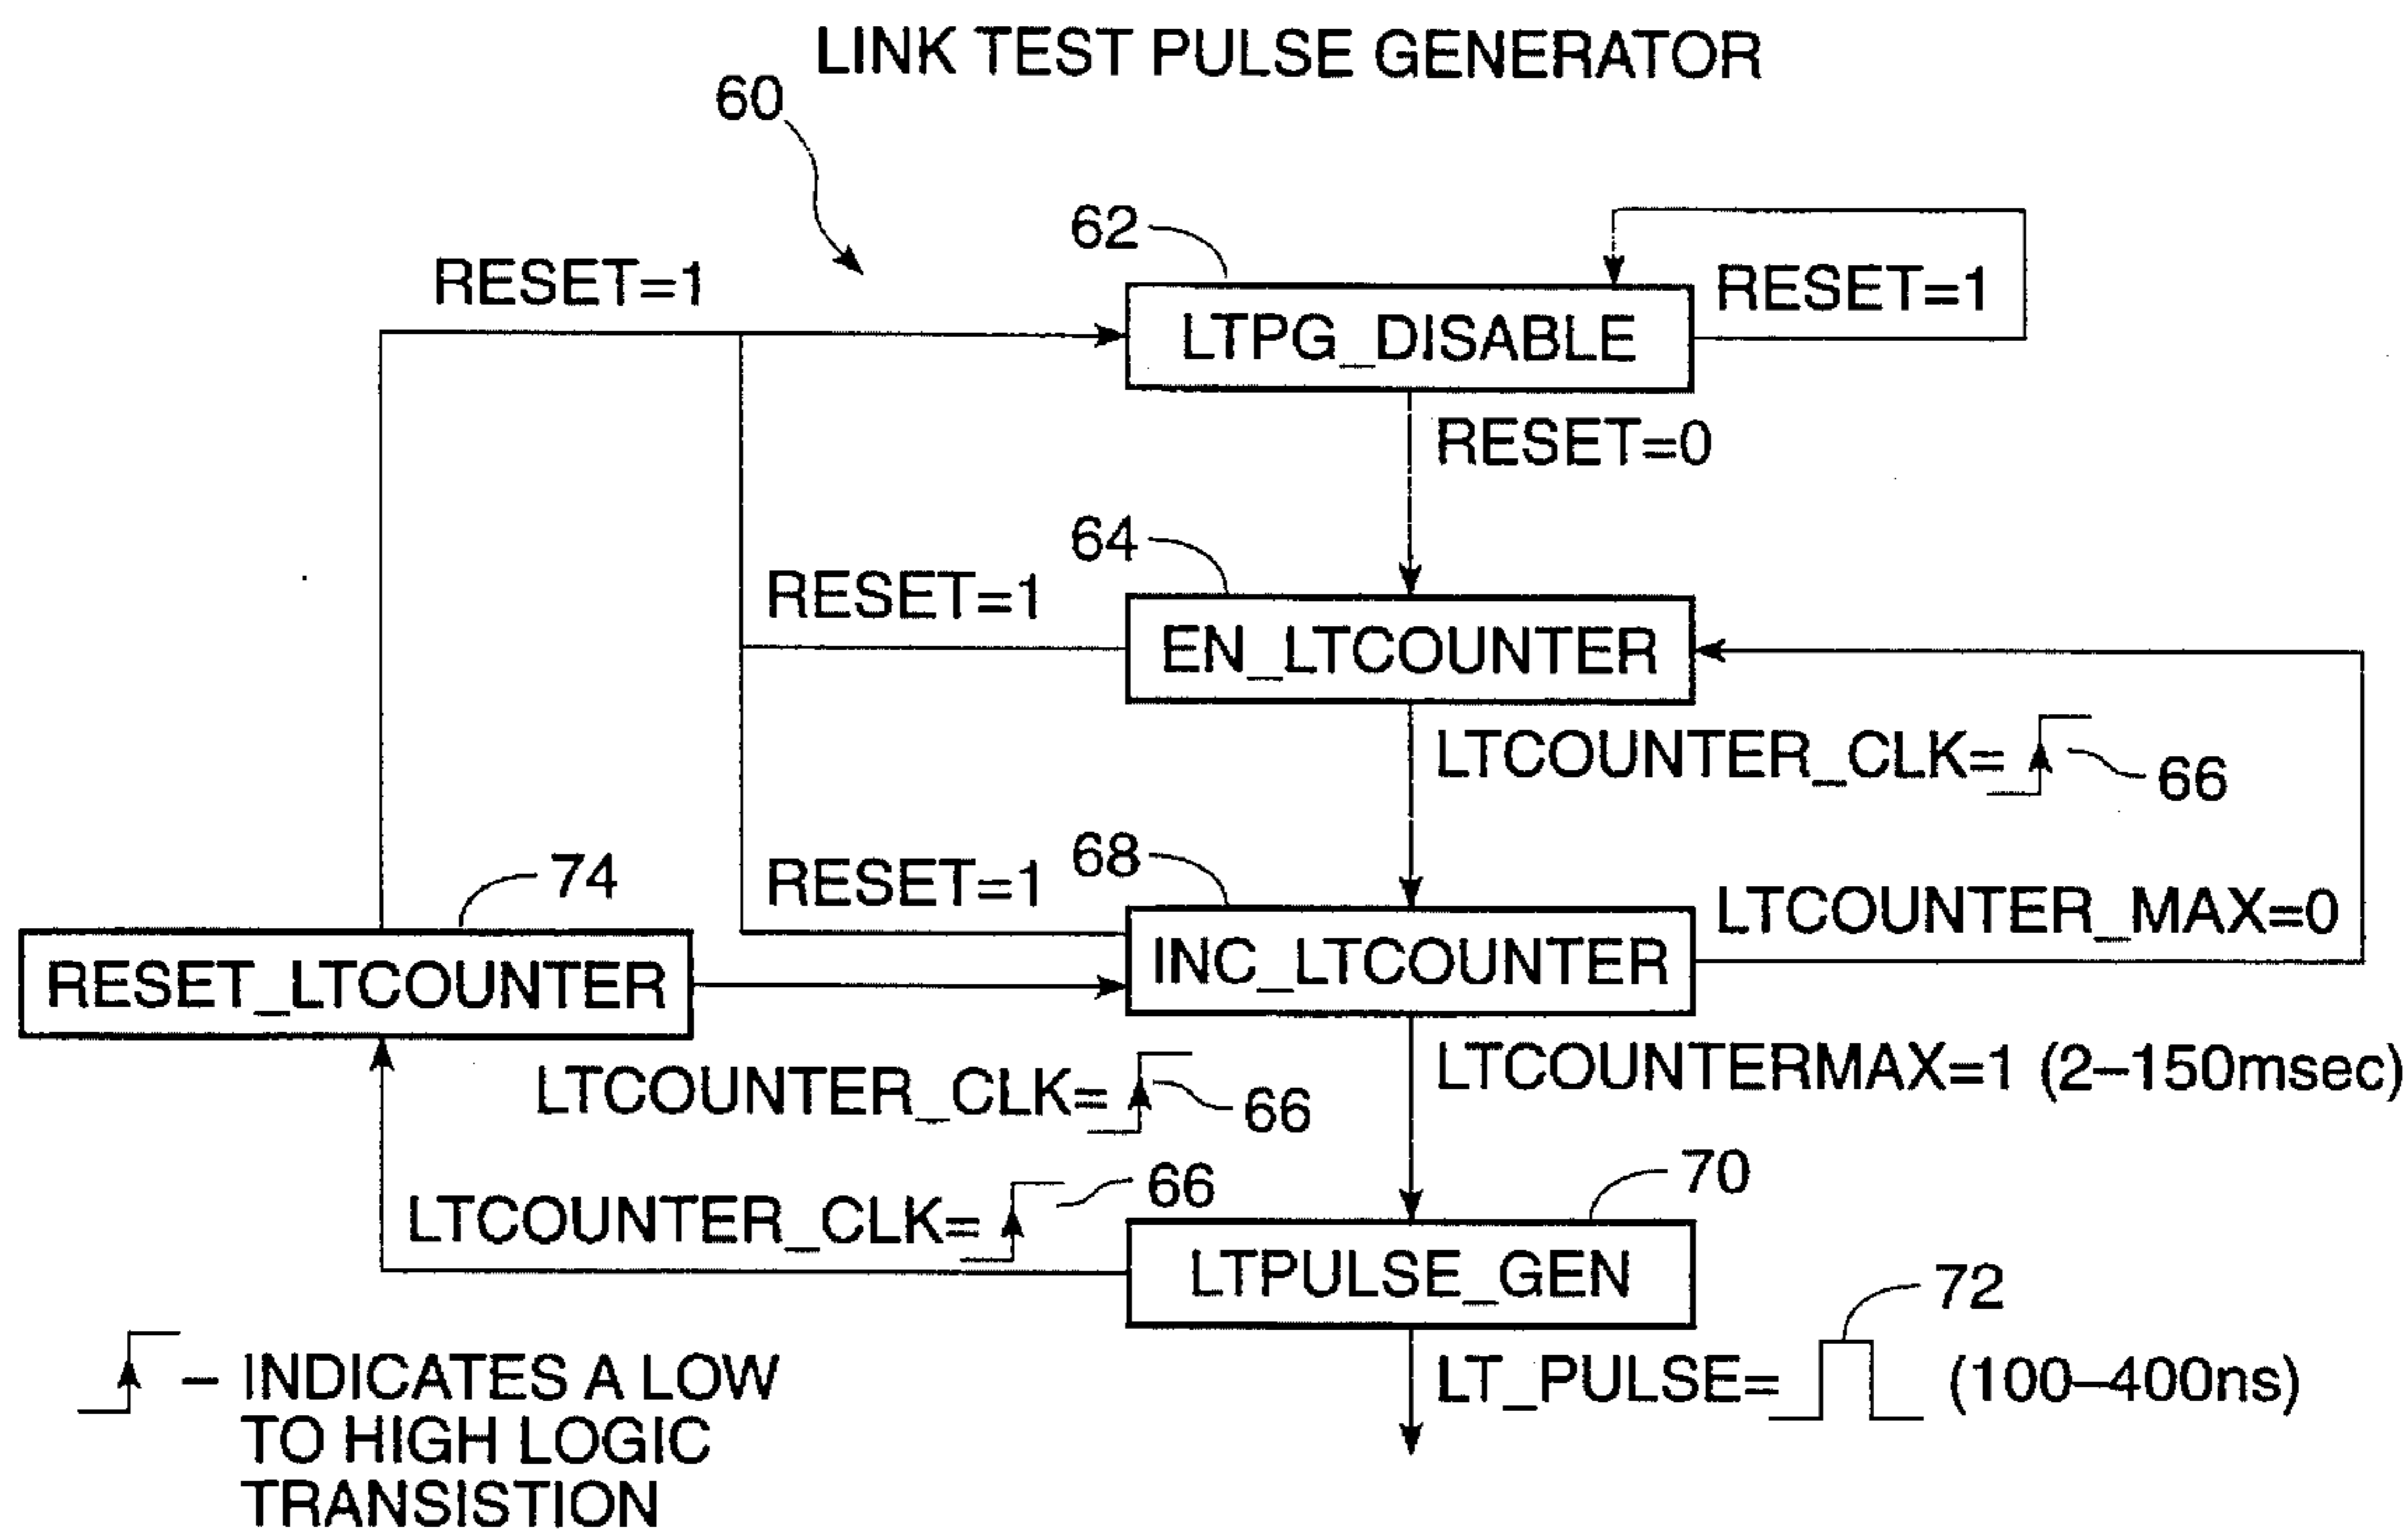 LINK TEST PULSE GENERATOR
60
62
RESET=1
RESET=1
LTPG_DISABLE
RESET=0
64
RESET=1
EN_LTCOUNTER
LTCOUNTER_CLK=
66
68
RESET=1
74
LTCOUNTER_MAX=0
INC_LTCOUNTER
RESET_LTCOUNTER
LTCOUNTERMAX=1 (2–150msec)
LTCOUNTER_CLK=
66
70
66
LTCOUNTER_CLK=
LTPULSE_GEN
72
LT_PULSE=
(100–400ns)
– INDICATES A LOW
TO HIGH LOGIC
TRANSISTION